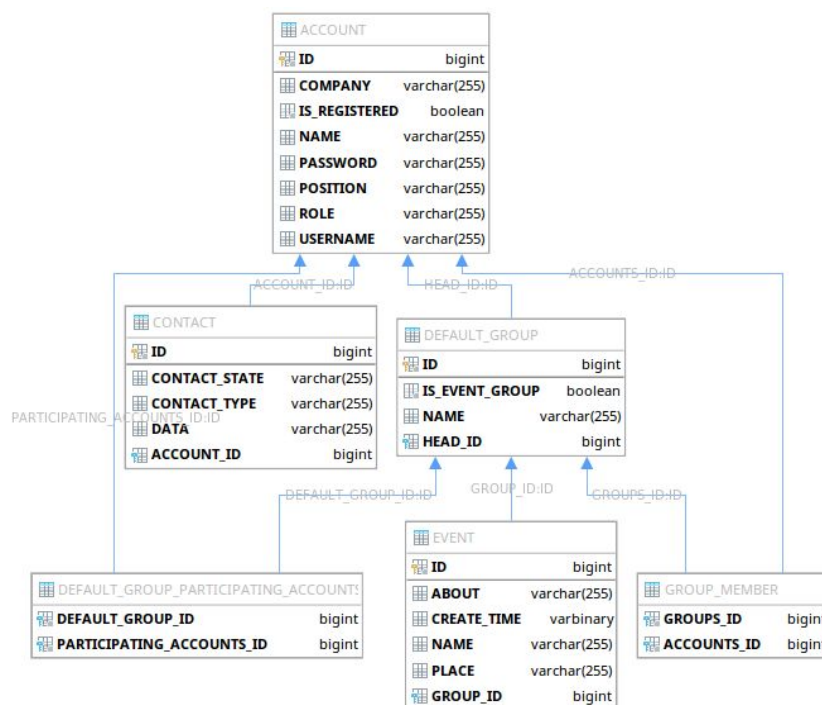 ACCOUNT
ID bigint
COMPANY varchar(255)
IS_REGISTERED boolean
NAME varchar(255)
PASSWORD varchar(255)
POSITION varchar(255)
ROLE varchar(255)
USERNAME varchar(255)
ACCOUNT_ID:ID
HEAD_ID:ID
ACCOUNTS_ID:ID
CONTACT
ID bigint
CONTACT_STATE varchar(255)
CONTACT_TYPE varchar(255)
DATA varchar(255)
ACCOUNT_ID bigint
DEFAULT_GROUP
ID bigint
IS_EVENT_GROUP boolean
NAME varchar(255)
HEAD_ID bigint
PARTICIPATING_ACCOUNTS_ID:ID
DEFAULT_GROUP_ID:ID
GROUP_ID:ID
GROUPS_ID:ID
DEFAULT_GROUP_PARTICIPATING_ACCOUNTS
DEFAULT_GROUP_ID bigint
PARTICIPATING_ACCOUNTS_ID bigint
EVENT
ID bigint
ABOUT varchar(255)
CREATE_TIME varbinary
NAME varchar(255)
PLACE varchar(255)
GROUP_ID bigint
GROUP_MEMBER
GROUPS_ID bigint
ACCOUNTS_ID bigint